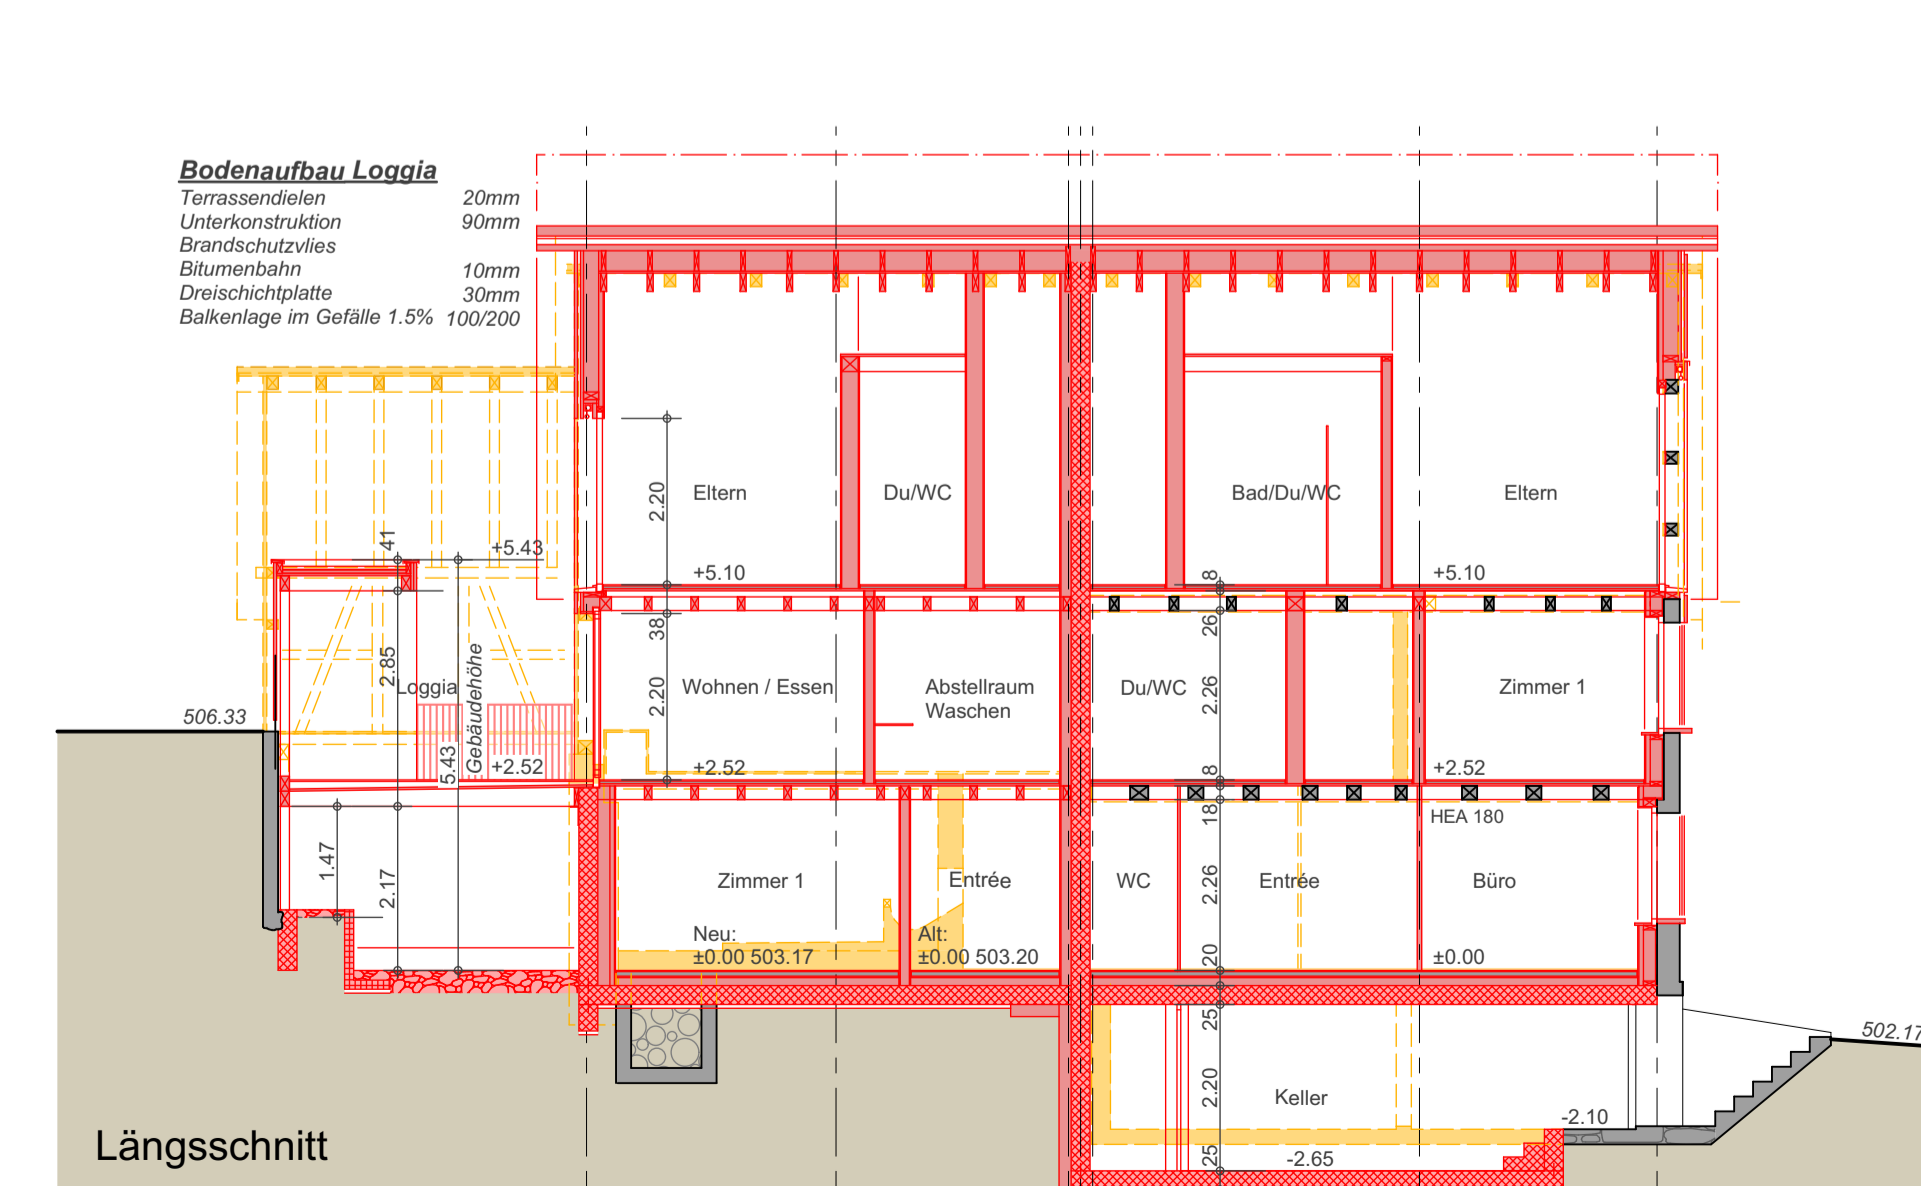 Bodenaufbau Loggia
Terrassendielen 20mm
Unterkonstruktion 90mm
Brandschutzvlies
Bitumenbahn 10mm
Dreischichtplatte 30mm
Balkenlage im Gefälle 1.5% 100/200
2.20
Eltern
Du/WC
Bad/Du/WC
Eltern
41
+5.43
+5.10
8
+5.10
38
26
2.85
Loggia
Gebäudehöhe
5.43
+2.52
506.33
2.20
Wohnen / Essen
Abstellraum
Waschen
Du/WC
2.26
Zimmer 1
+2.52
8
+2.52
18
HEA 180
1.47
2.17
Zimmer 1
Entrée
WC
2.26
Entrée
Büro
Neu:
±0.00 503.17
Alt:
±0.00 503.20
20
±0.00
25
502.17
2.20
Keller
-2.10
25
-2.65
Längsschnitt